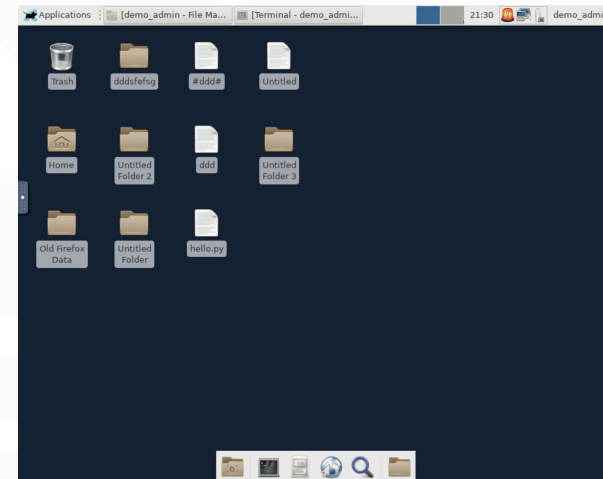 Applications [demo_admin - File Ma... [Terminal - demo_admi... 21:30 demo_admi
Trash dddsfefsg #ddd# Untitled
Home Untitled Folder 2 ddd Untitled Folder 3
Old Firefox Data Untitled Folder hello.py